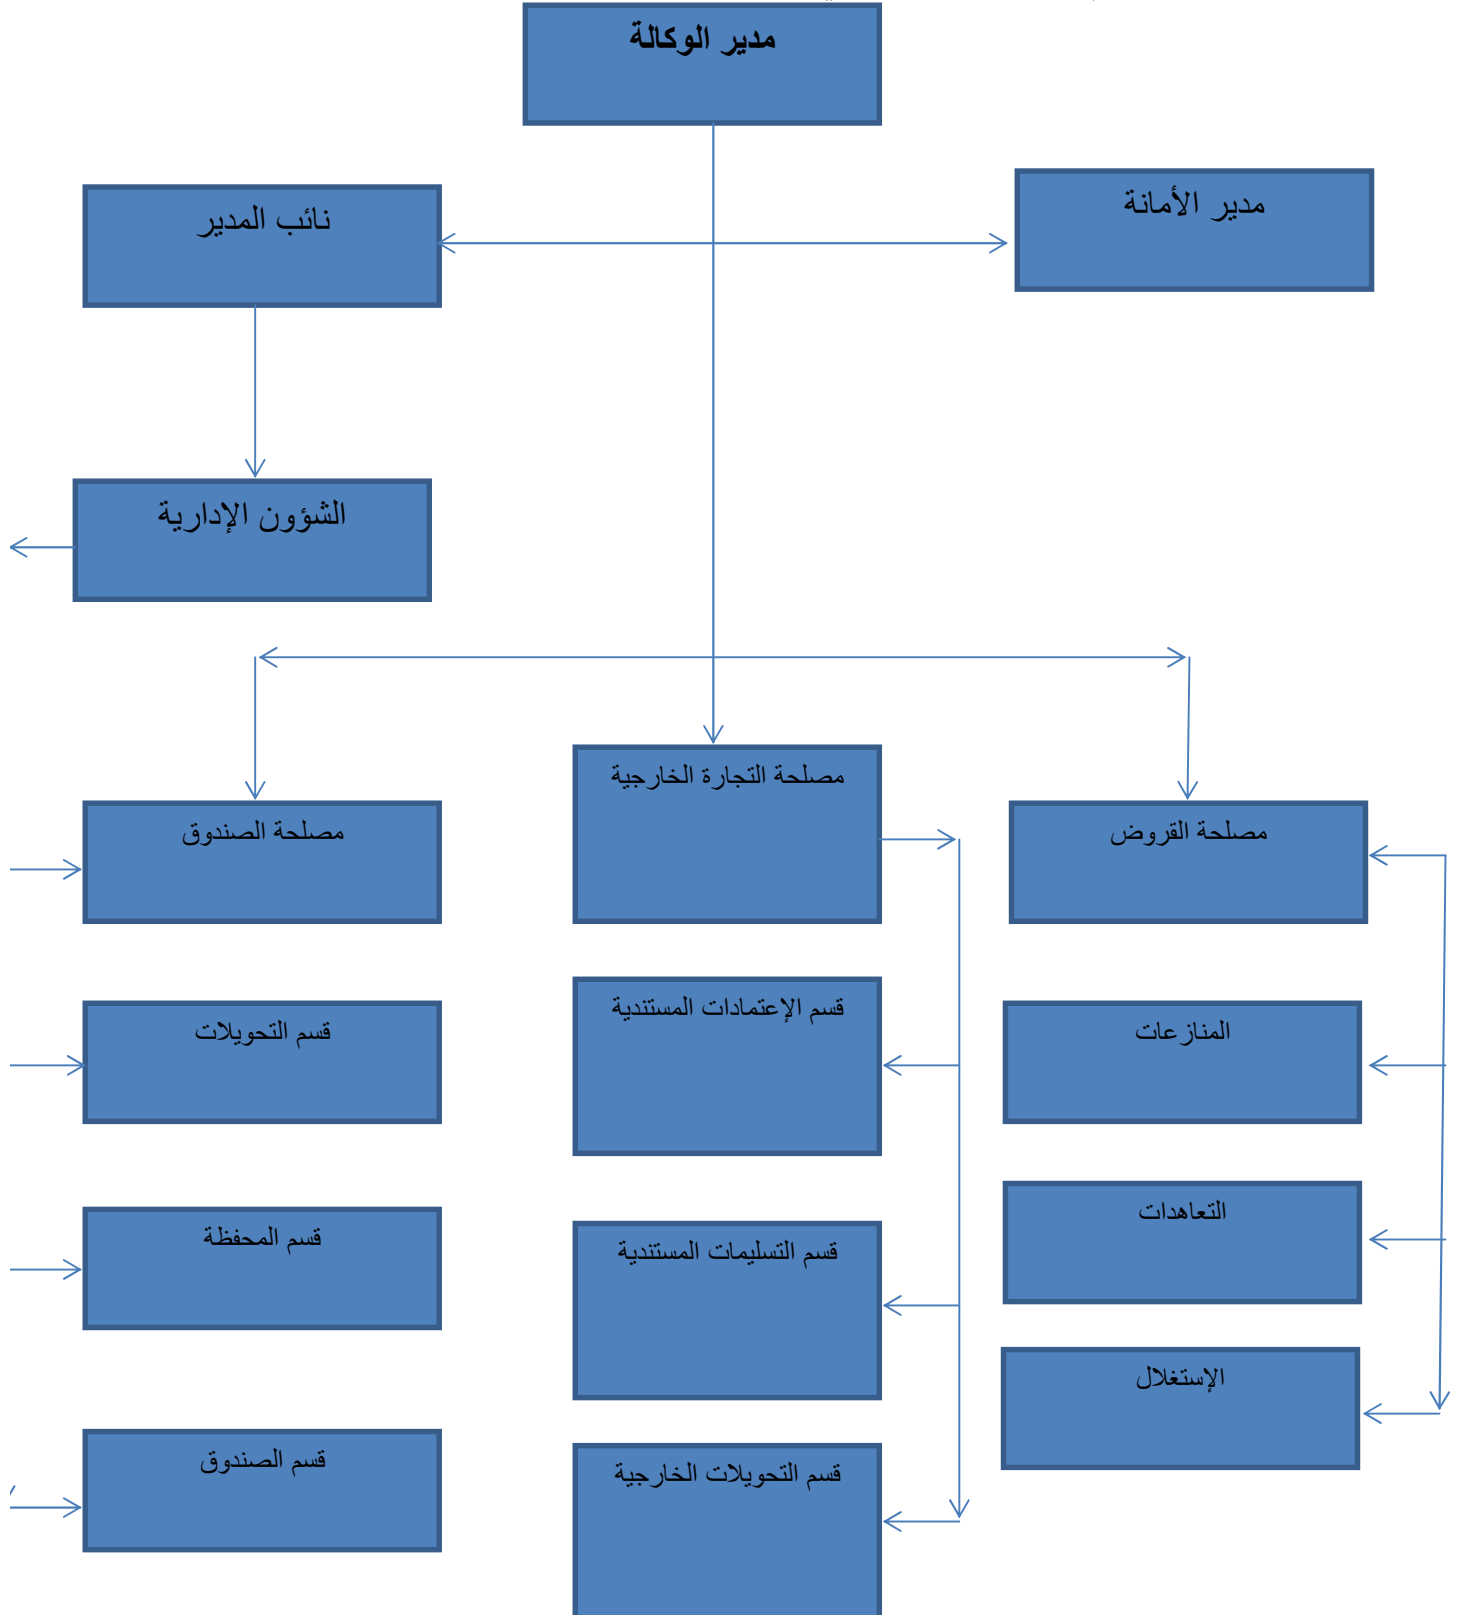 مدير الوكالة
مدير الأمانة
نائب المدير
الشؤون الإدارية
مصلحة القروض
مصلحة التجارة الخارجية
مصلحة الصندوق
المنازعات
قسم الإعتمادات المستندية
قسم التحويلات
التعاهدات
قسم التسليمات المستندية
قسم المحفظة
الإستغلال
قسم التحويلات الخارجية
قسم الصندوق